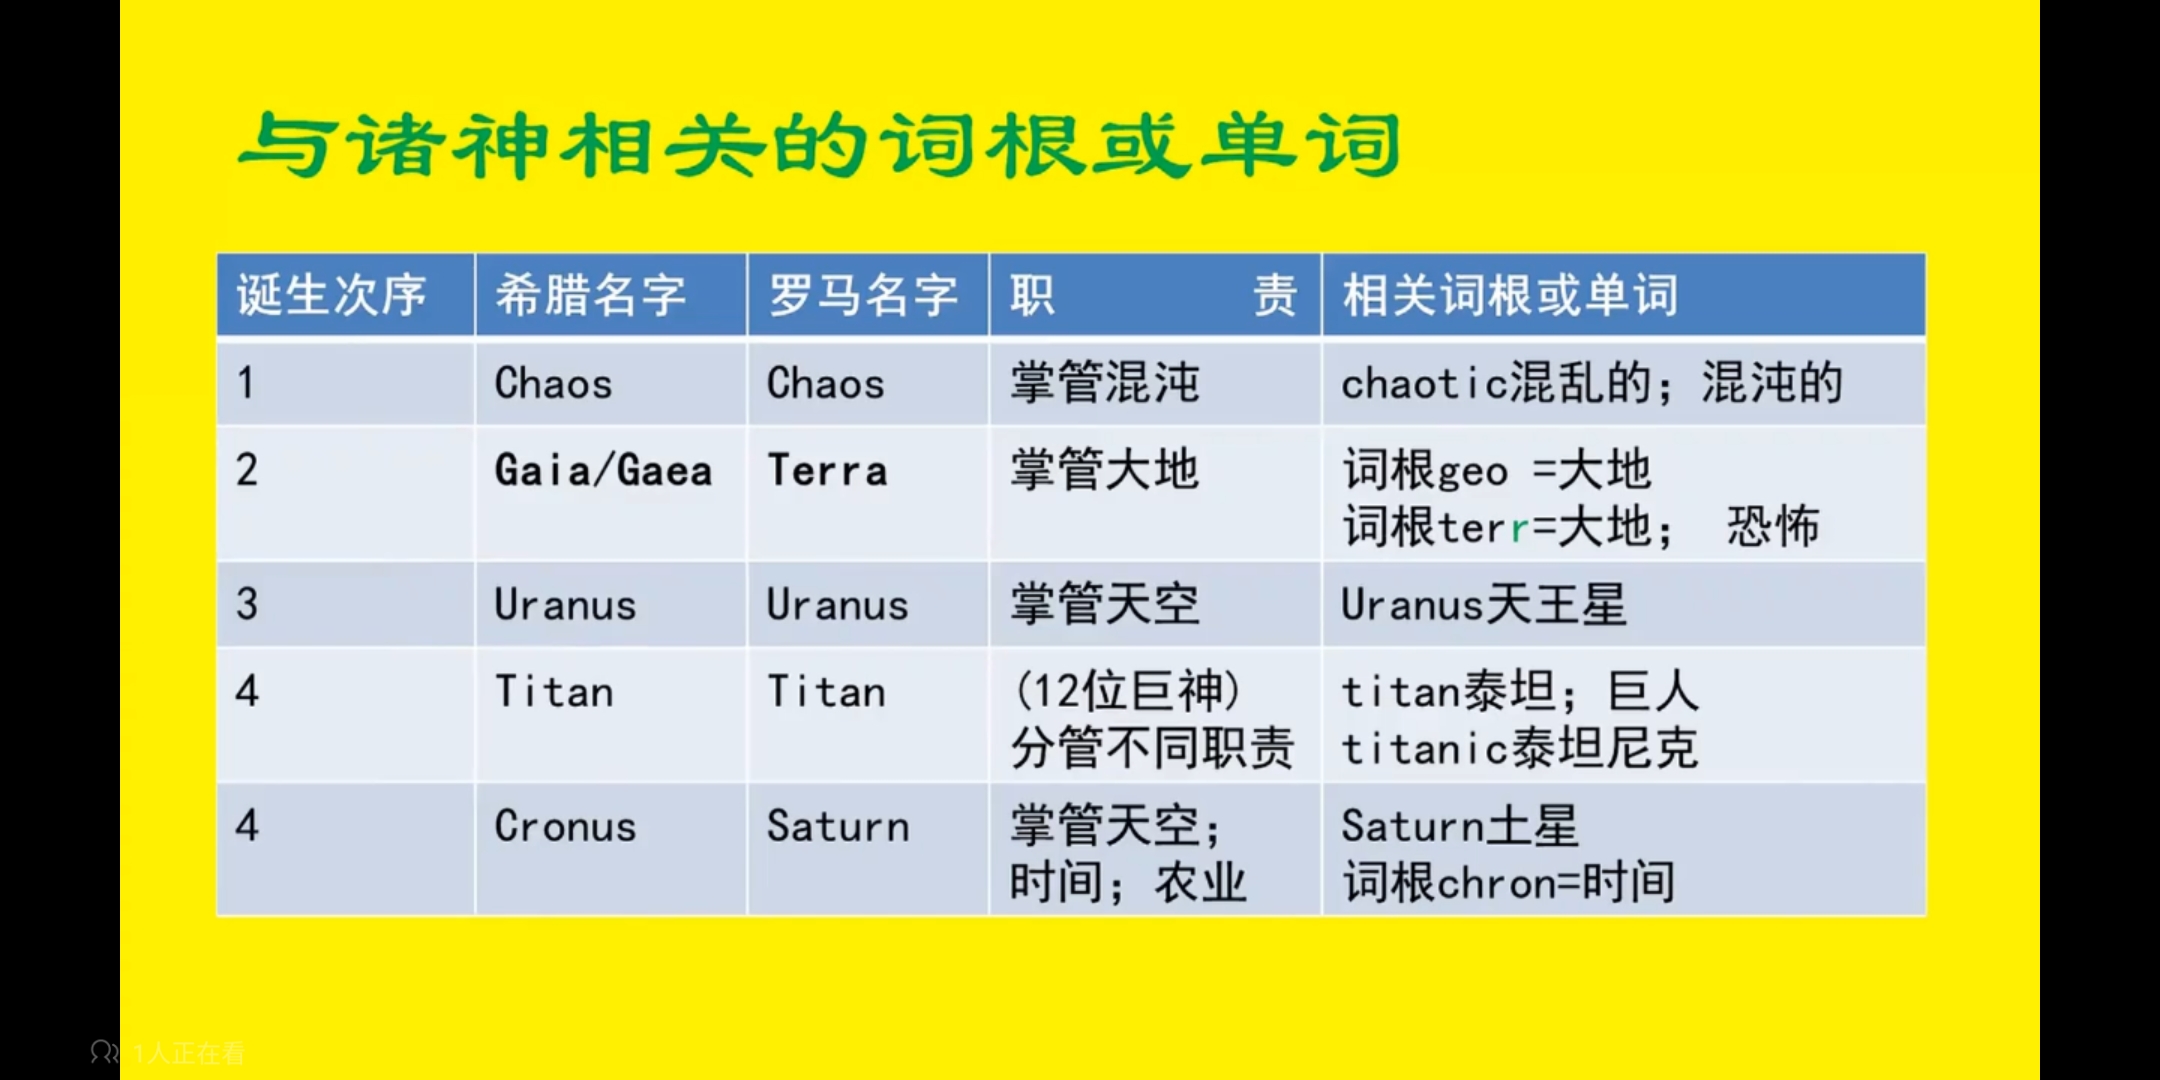 与诸神相关的词根或单词
诞生次序 希腊名字 罗马名字 职 责 相关词根或单词
1 Chaos Chaos 掌管混沌 chaotic混乱的；混沌的
2 Gaia/Gaea Terra 掌管大地 词根geo =大地
词根terr=大地； 恐怖
3 Uranus Uranus 掌管天空 Uranus天王星
4 Titan Titan (12位巨神) titan泰坦；巨人
分管不同职责 titanic泰坦尼克
4 Cronus Saturn 掌管天空； Saturn土星
时间；农业 词根chron=时间
1人正在看